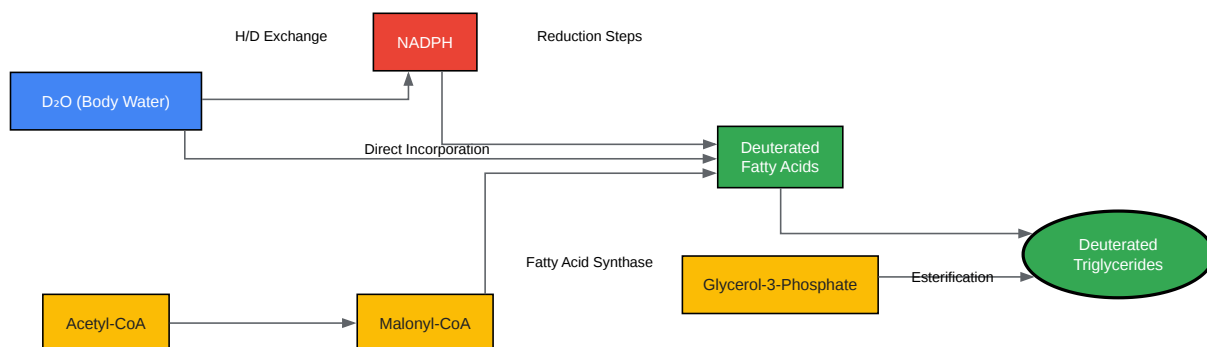 H/D Exchange
NADPH
Reduction Steps
D₂O (Body Water)
Direct Incorporation
Deuterated
Fatty Acids
Deuterated
Triglycerides
Fatty Acid Synthase
Glycerol-3-Phosphate
Esterification
Acetyl-CoA
Malonyl-CoA